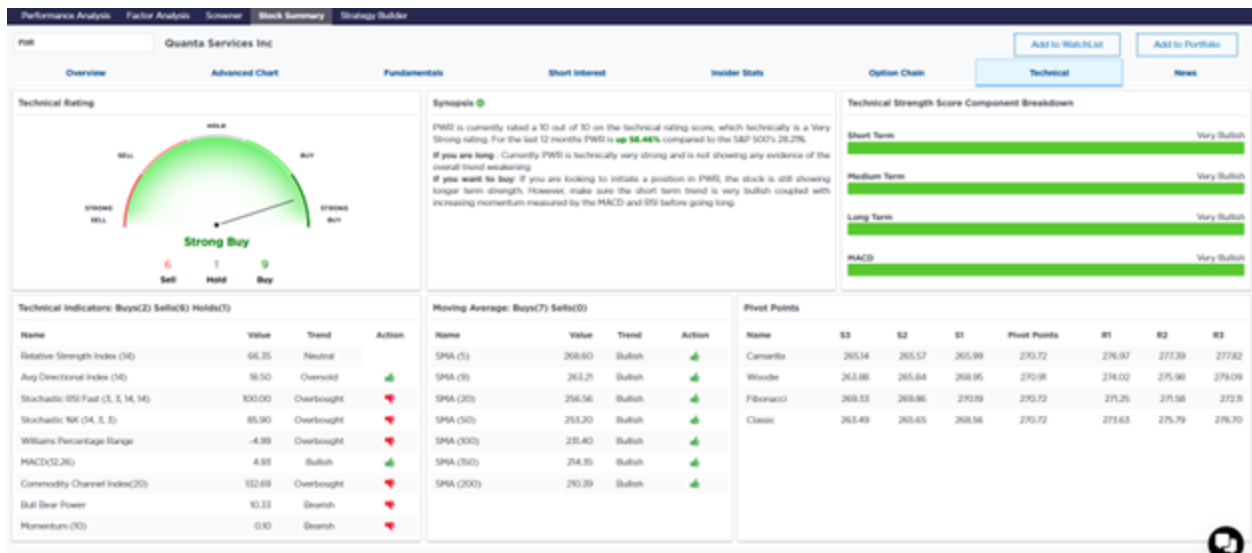 Performance Analysis Factor Analysis Screener Stock Summary Strategy Builder
PWR Quanta Services Inc Add to WatchList Add to Portfolio
Overview Advanced Chart Fundamentals Short Interest Insider Stats Option Chain Technical News
Technical Rating
HOLD
SELL BUY
STRONG SELL STRONG BUY
Strong Buy
6 1 9
Sell Hold Buy
Synopsis
PWR is currently rated a 10 out of 10 on the technical rating score, which technically is a Very
Strong rating. For the last 12 months PWR is up 58.46% compared to the S&P 500's 28.21%.
If you are long : Currently PWR is technically very strong and is not showing any evidence of the
overall trend weakening
If you want to buy: If you are looking to initiate a position in PWR, the stock is still showing
longer term strength. However, make sure the short term trend is very bullish coupled with
increasing momentum measured by the MACD and RSI before going long.
Technical Strength Score Component Breakdown
Short Term Very Bullish
Medium Term Very Bullish
Long Term Very Bullish
MACD Very Bullish
Technical Indicators: Buys(2) Sells(6) Holds(1)
Name Value Trend Action
Relative Strength Index (14) 66.35 Neutral
Avg Directional Index (14) 18.50 Oversold
Stochastic RSI Fast (3, 3, 14, 14) 100.00 Overbought
Stochastic %K (14, 3, 3) 85.90 Overbought
Williams Percentage Range -4.99 Overbought
MACD(12,26) 4.93 Bullish
Commodity Channel Index(20) 132.69 Overbought
Bull Bear Power 10.33 Bearish
Momentum (10) 0.10 Bearish
Moving Average: Buys(7) Sells(0)
Name Value Trend Action
SMA (5) 268.60 Bullish
SMA (9) 263.21 Bullish
SMA (20) 256.56 Bullish
SMA (50) 253.20 Bullish
SMA (100) 231.40 Bullish
SMA (150) 214.35 Bullish
SMA (200) 210.39 Bullish
Pivot Points
Name S3 S2 S1 Pivot Points R1 R2 R3
Camarilla 265.14 265.57 265.99 270.72 276.97 277.39 277.82
Woodie 263.88 265.84 268.95 270.91 274.02 275.98 279.09
Fibonacci 269.33 269.86 270.19 270.72 271.25 271.58 272.11
Classic 263.49 265.65 268.56 270.72 273.63 275.79 278.70